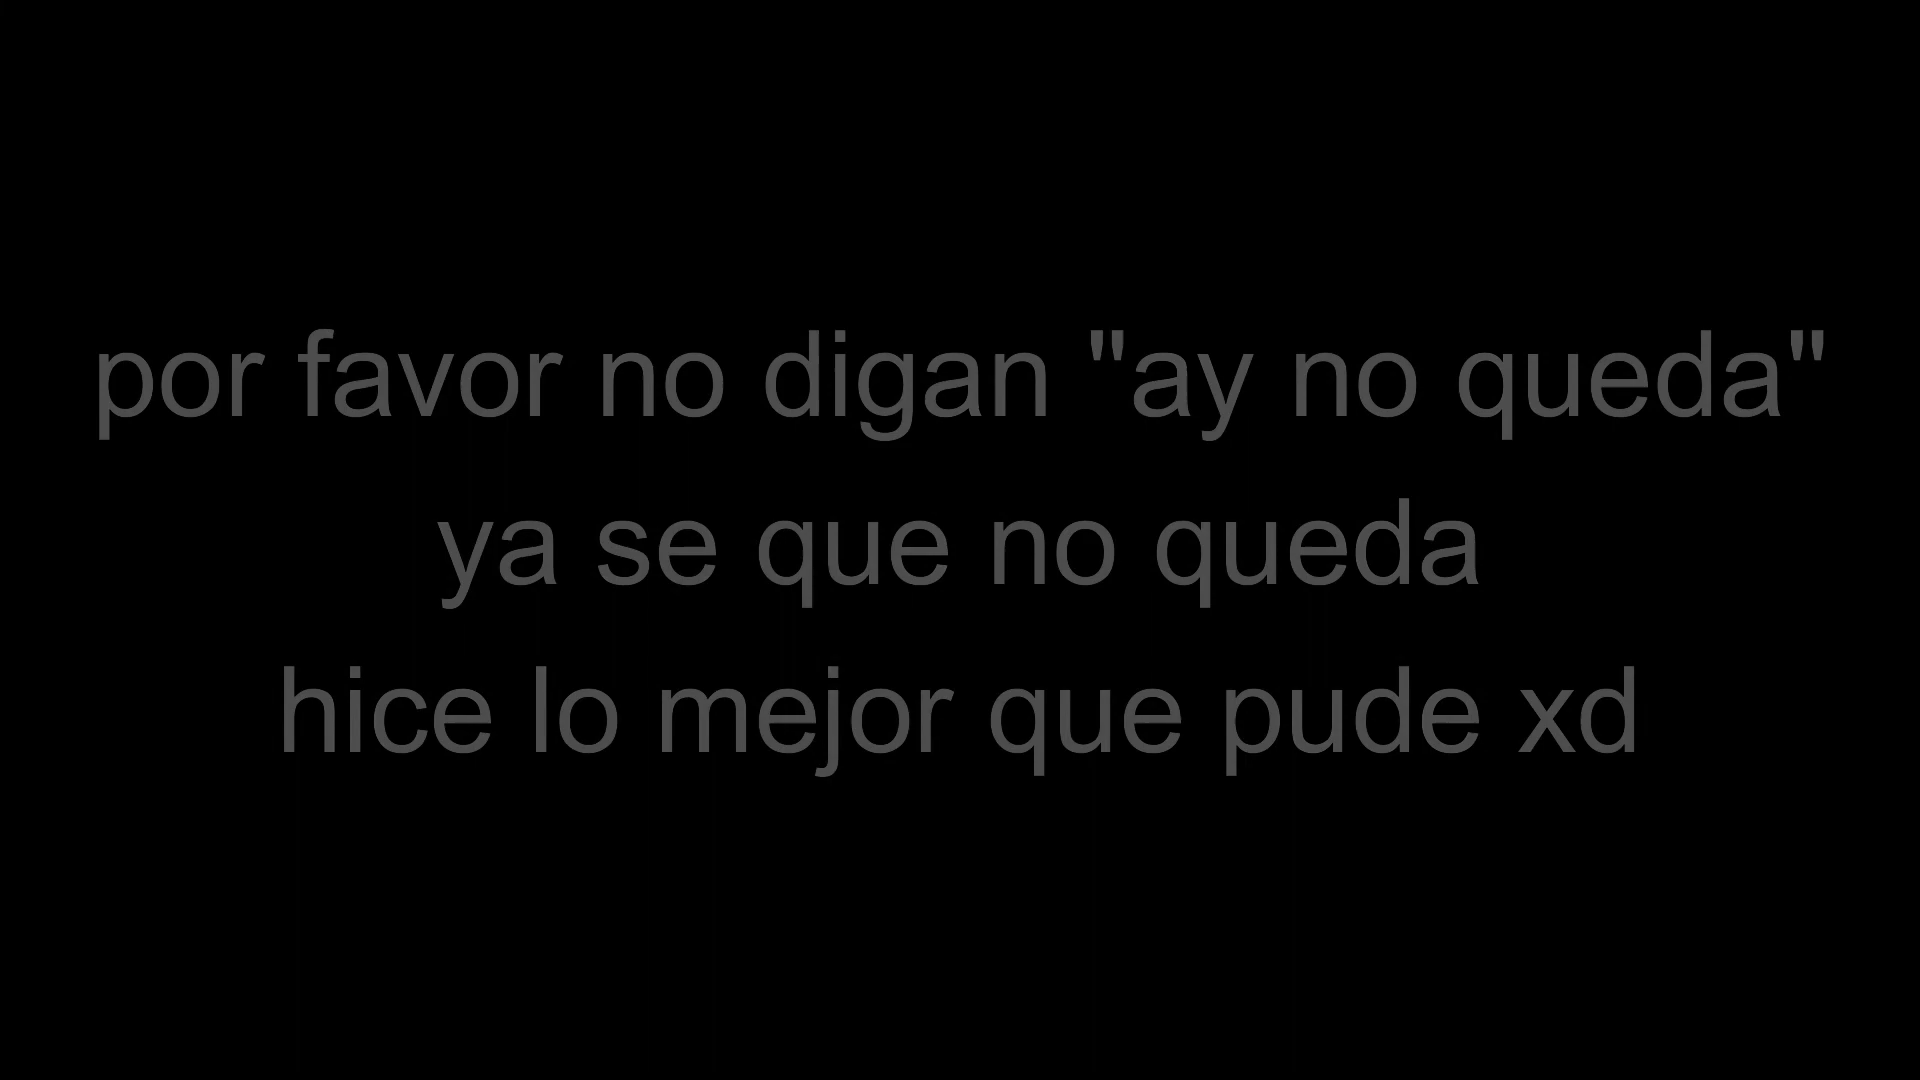 por favor no digan "ay no queda"
ya se que no queda
hice lo mejor que pude xd